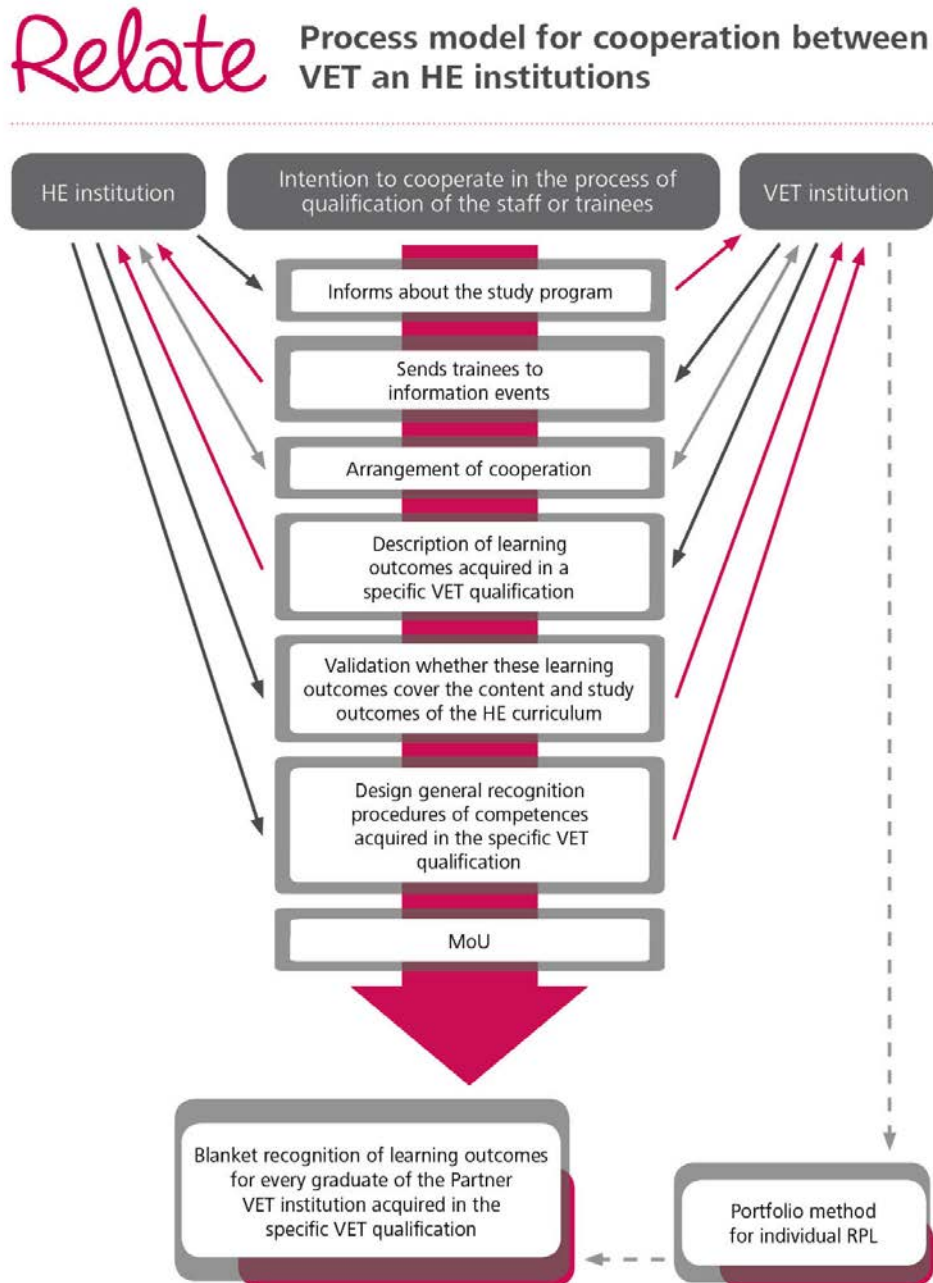 Relate
Process model for cooperation between
VET an HE institutions
HE institution
Intention to cooperate in the process of
qualification of the staff or trainees
VET institution
Informs about the study program
Sends trainees to
information events
Arrangement of cooperation
Description of learning
outcomes acquired in a
specific VET qualification
Validation whether these learning
outcomes cover the content and study
outcomes of the HE curriculum
Design general recognition
procedures of competences
acquired in the specific VET
qualification
MoU
Blanket recognition of learning outcomes
for every graduate of the Partner
VET institution acquired in the
specific VET qualification
Portfolio method
for individual RPL